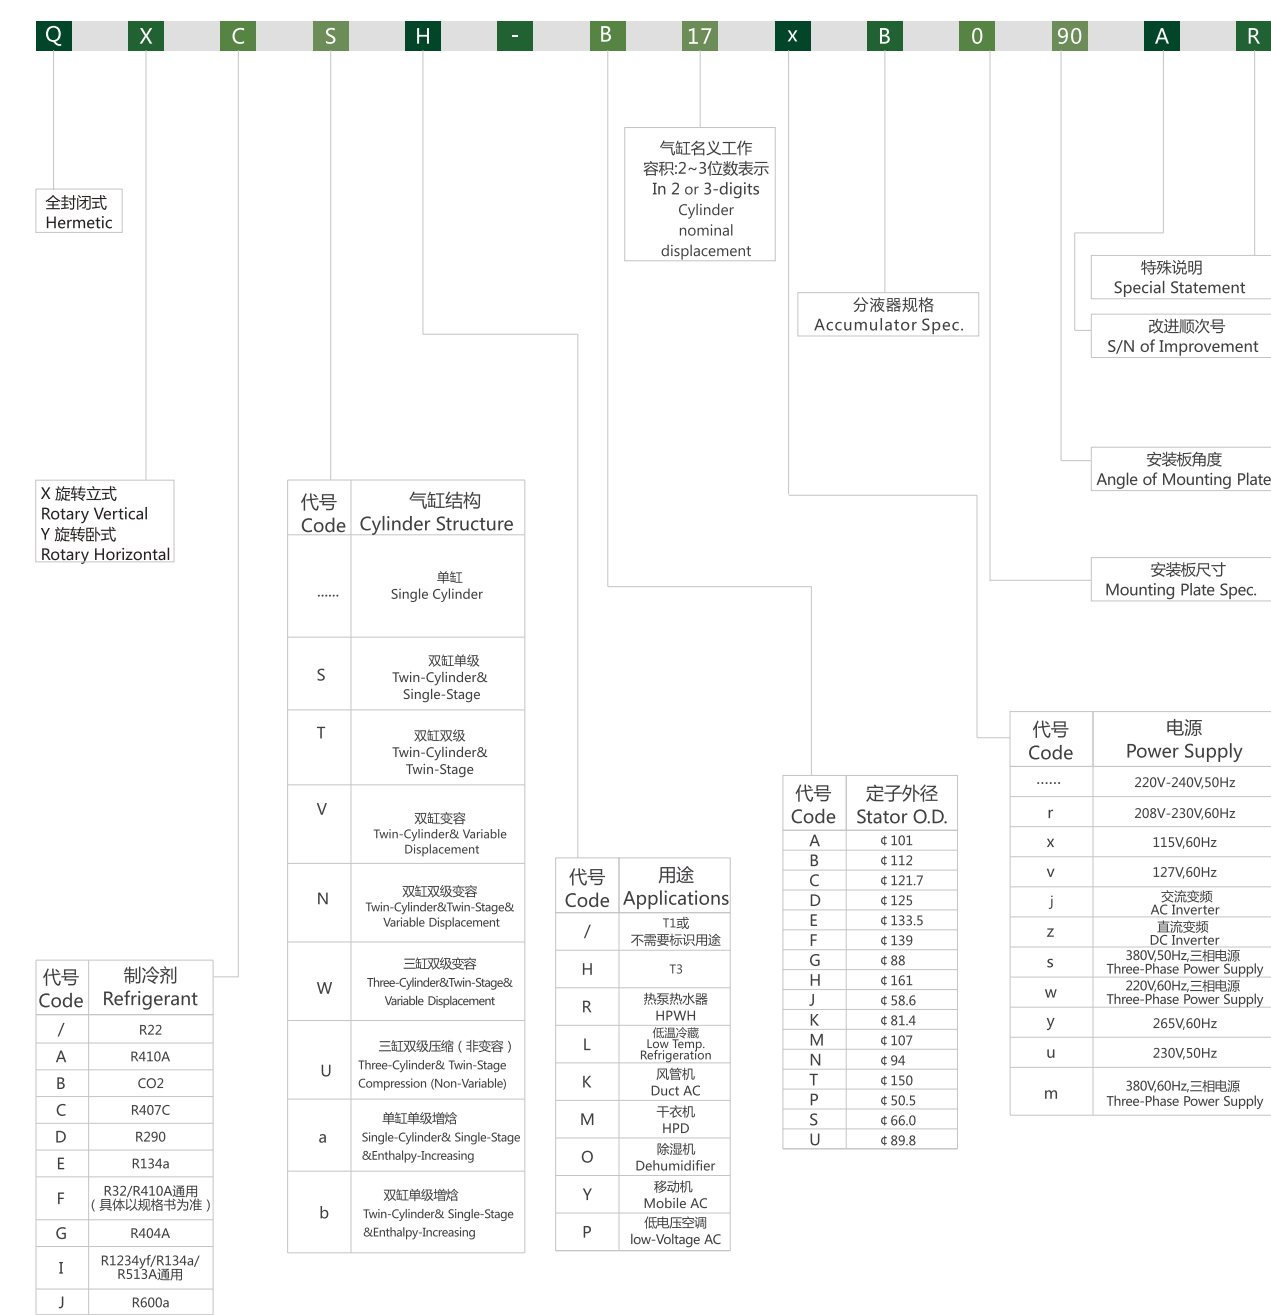 Q X C S H - B 17 x B 0 90 A R
气缸名义工作
容积:2~3位数表示
In 2 or 3-digits
Cylinder
nominal
displacement
全封闭式
Hermetic
特殊说明
Special Statement
分液器规格
Accumulator Spec.
改进顺次号
S/N of Improvement
安装板角度
Angle of Mounting Plate
X 旋转立式
Rotary Vertical
Y 旋转卧式
Rotary Horizontal
安装板尺寸
Mounting Plate Spec.
代号 气缸结构
Code Cylinder Structure
...... 单缸
Single Cylinder
S 双缸单级
Twin-Cylinder&
Single-Stage
T 双缸双级
Twin-Cylinder&
Twin-Stage
V 双缸变容
Twin-Cylinder& Variable
Displacement
N 双缸双级变容
Twin-Cylinder&Twin-Stage&
Variable Displacement
W 三缸双级变容
Three-Cylinder&Twin-Stage&
Variable Displacement
U 三缸双级压缩（非变容）
Three-Cylinder& Twin-Stage
Compression (Non-Variable)
a 单缸单级增焓
Single-Cylinder& Single-Stage
&Enthalpy-Increasing
b 双缸单级增焓
Twin-Cylinder& Single-Stage
&Enthalpy-Increasing
代号 电源
Code Power Supply
...... 220V-240V,50Hz
r 208V-230V,60Hz
x 115V,60Hz
v 127V,60Hz
j 交流变频
AC Inverter
z 直流变频
DC Inverter
s 380V,50Hz,三相电源
Three-Phase Power Supply
w 220V,60Hz,三相电源
Three-Phase Power Supply
y 265V,60Hz
u 230V,50Hz
m 380V,60Hz,三相电源
Three-Phase Power Supply
代号 定子外径
Code Stator O.D.
A ¢101
B ¢112
C ¢121.7
D ¢125
E ¢133.5
F ¢139
G ¢88
H ¢161
J ¢58.6
K ¢81.4
M ¢107
N ¢94
T ¢150
P ¢50.5
S ¢66.0
U ¢89.8
代号 用途
Code Applications
/ T1或
不需要标识用途
H T3
R 热泵热水器
HPWH
L 低温冷藏
Low Temp.
Refrigeration
K 风管机
Duct AC
M 干衣机
HPD
O 除湿机
Dehumidifier
Y 移动机
Mobile AC
P 低电压空调
low-Voltage AC
代号 制冷剂
Code Refrigerant
/ R22
A R410A
B CO2
C R407C
D R290
E R134a
F R32/R410A通用
（具体以规格书为准）
G R404A
I R1234yf/R134a/
R513A通用
J R600a